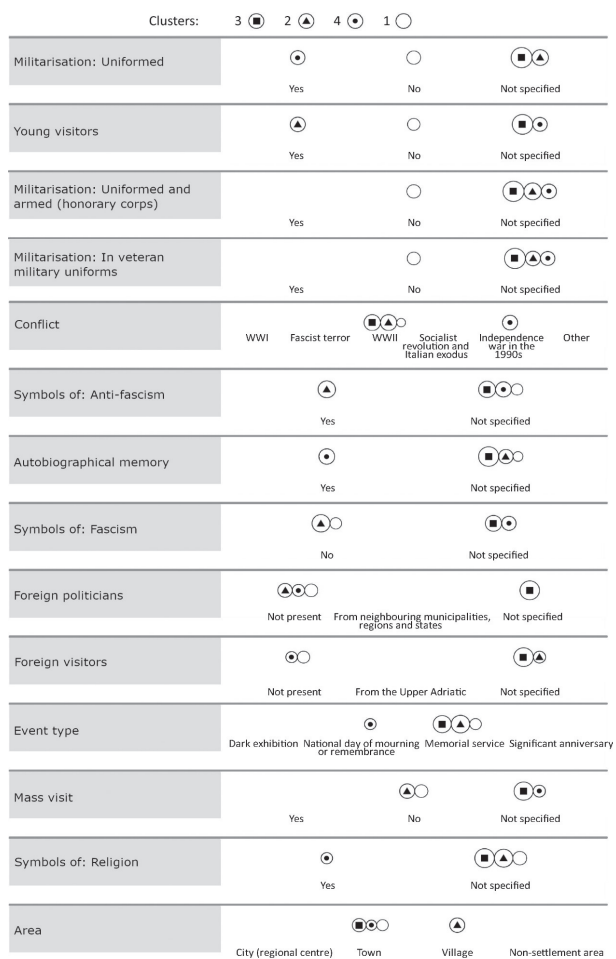 Clusters: 3 2 4 1
Militarisation: Uniformed
Yes No Not specified
Young visitors
Yes No Not specified
Militarisation: Uniformed and
armed (honorary corps)
Yes No Not specified
Militarisation: In veteran
military uniforms
Yes No Not specified
Conflict
WWI Fascist terror WWII Socialist revolution and Italian exodus Independence war in the 1990s Other
Symbols of: Anti-fascism
Yes Not specified
Autobiographical memory
Yes Not specified
Symbols of: Fascism
No Not specified
Foreign politicians
Not present From neighbouring municipalities, regions and states Not specified
Foreign visitors
Not present From the Upper Adriatic Not specified
Event type
Dark exhibition National day of mourning or remembrance Memorial service Significant anniversary
Mass visit
Yes No Not specified
Symbols of: Religion
Yes Not specified
Area
City (regional centre) Town Village Non-settlement area